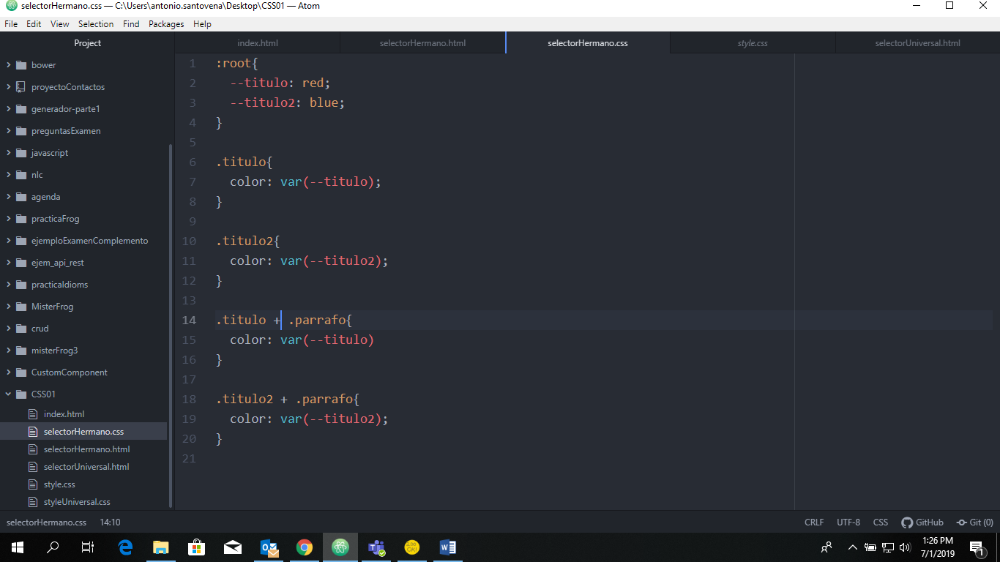 selectorHermano.css — C:\Users\antonio.santovena\Desktop\CSS01 — Atom
File Edit View Selection Find Packages Help
Project
index.html
selectorHermano.html
selectorHermano.css
style.css
selectorUniversal.html
bower
proyectoContactos
generador-parte1
preguntasExamen
javascript
nlc
agenda
practicaFrog
ejemploExamenComplemento
ejem_api_rest
practicaIdioms
MisterFrog
crud
misterFrog3
CustomComponent
CSS01
index.html
selectorHermano.css
selectorHermano.html
selectorUniversal.html
style.css
styleUniversal.css
1 :root{
2 --titulo: red;
3 --titulo2: blue;
4 }
5
6 .titulo{
7 color: var(--titulo);
8 }
9
10 .titulo2{
11 color: var(--titulo2);
12 }
13
14 .titulo + .parrafo{
15 color: var(--titulo)
16 }
17
18 .titulo2 + .parrafo{
19 color: var(--titulo2);
20 }
21
selectorHermano.css 14:10
CRLF UTF-8 CSS GitHub Git (0)
1:26 PM
7/1/2019
1